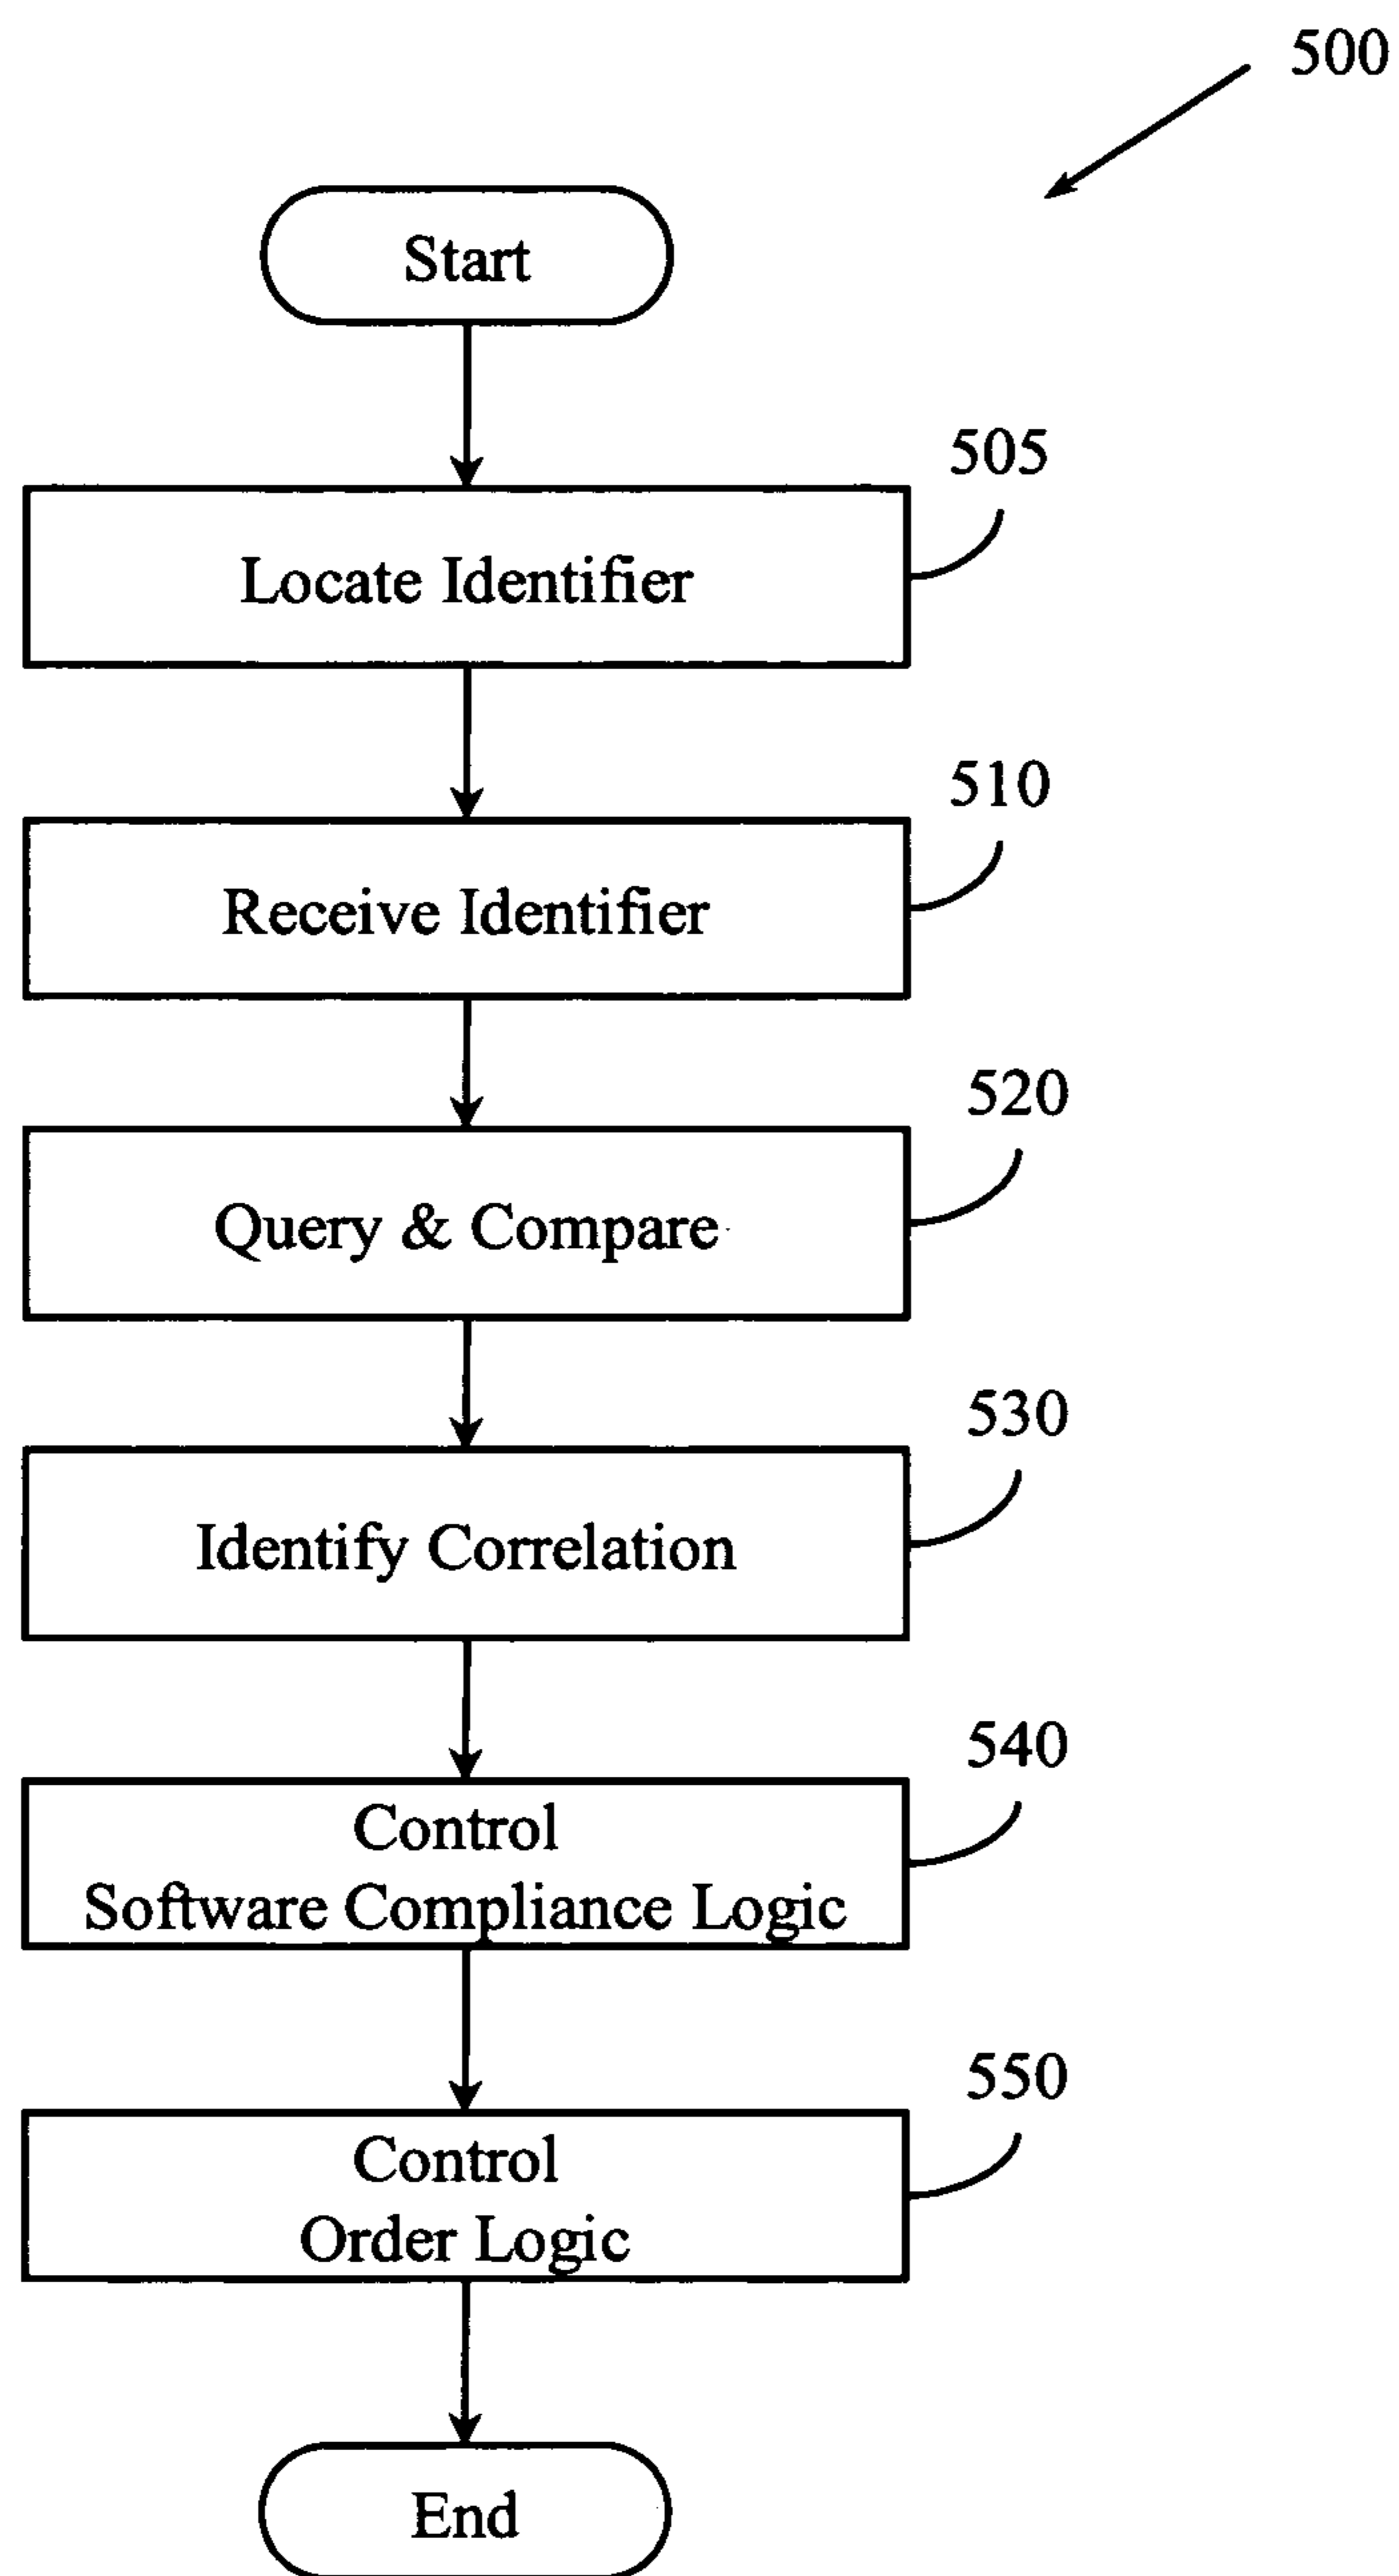 500
Start
505
Locate Identifier
510
Receive Identifier
520
Query & Compare
530
Identify Correlation
540
Control
Software Compliance Logic
550
Control
Order Logic
End